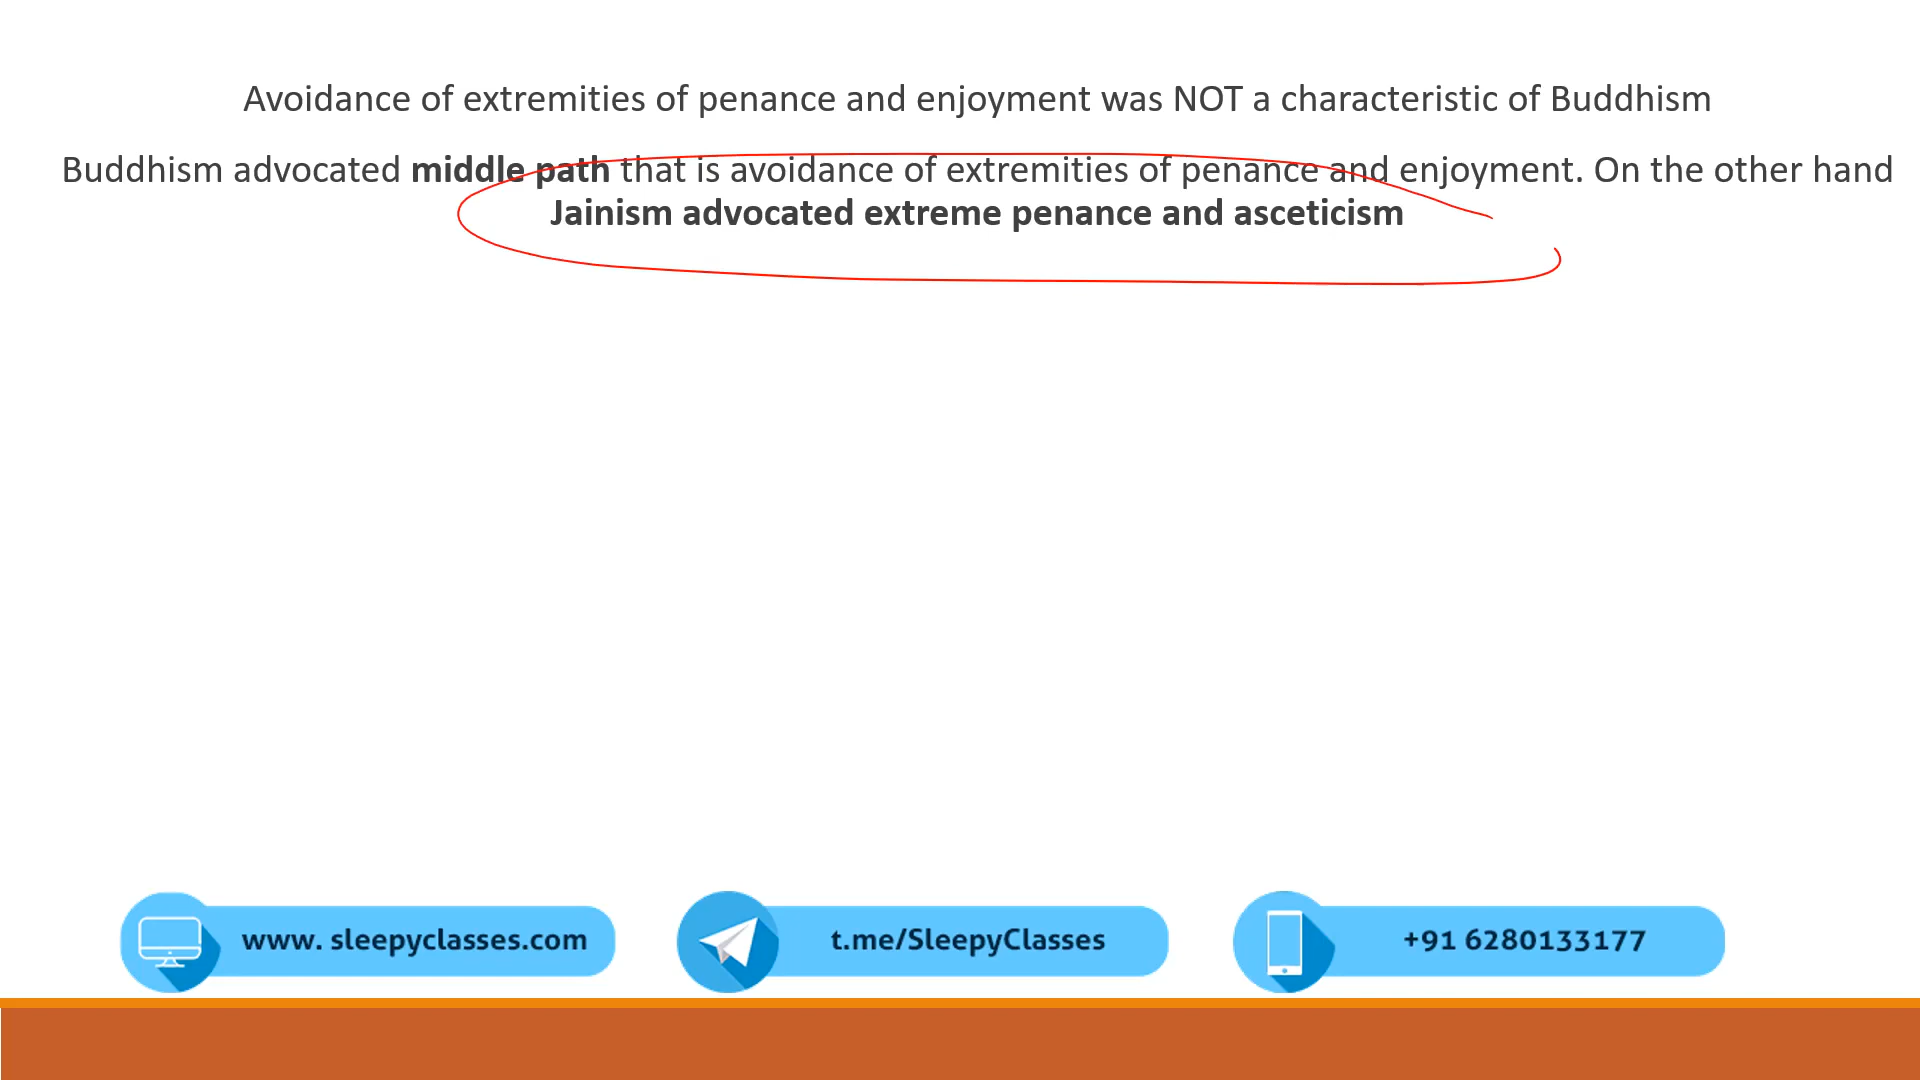 Avoidance of extremities of penance and enjoyment was NOT a characteristic of Buddhism
Buddhism advocated middle path that is avoidance of extremities of penance and enjoyment. On the other hand
Jainism advocated extreme penance and asceticism
www. sleepyclasses.com
t.me/SleepyClasses
+91 6280133177